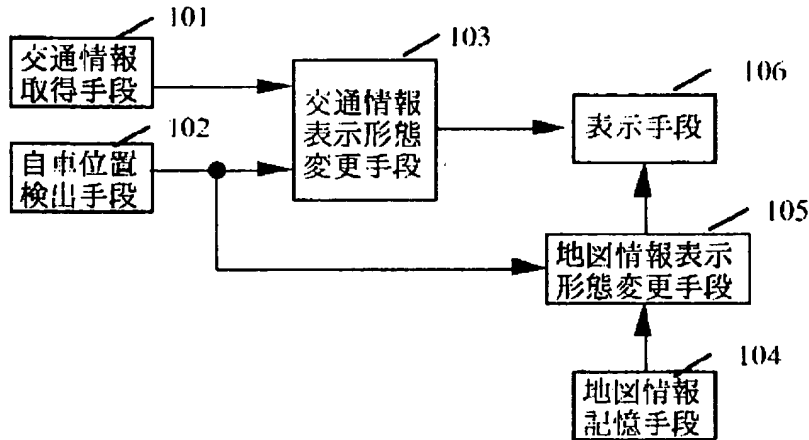 101
交通情報
取得手段
102
自車位置
検出手段
103
交通情報
表示形態
変更手段
106
表示手段
105
地図情報表示
形態変更手段
104
地図情報
記憶手段